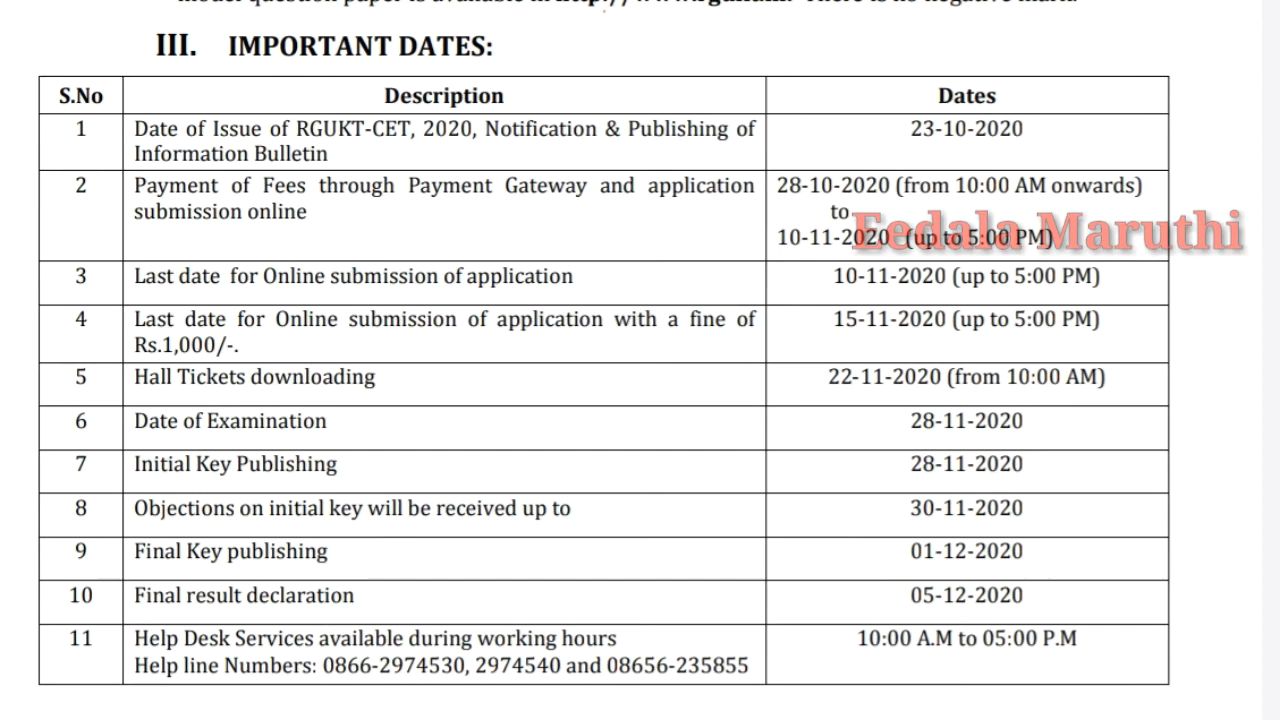 III. IMPORTANT DATES:
S.No Description Dates
1 Date of Issue of RGUKT-CET, 2020, Notification & Publishing of 23-10-2020
Information Bulletin
2 Payment of Fees through Payment Gateway and application 28-10-2020 (from 10:00 AM onwards)
submission online to
10-11-2020 (up to 5:00 PM)
Eedala Maruthi
3 Last date for Online submission of application 10-11-2020 (up to 5:00 PM)
4 Last date for Online submission of application with a fine of 15-11-2020 (up to 5:00 PM)
Rs.1,000/-.
5 Hall Tickets downloading 22-11-2020 (from 10:00 AM)
6 Date of Examination 28-11-2020
7 Initial Key Publishing 28-11-2020
8 Objections on initial key will be received up to 30-11-2020
9 Final Key publishing 01-12-2020
10 Final result declaration 05-12-2020
11 Help Desk Services available during working hours 10:00 A.M to 05:00 P.M
Help line Numbers: 0866-2974530, 2974540 and 08656-235855